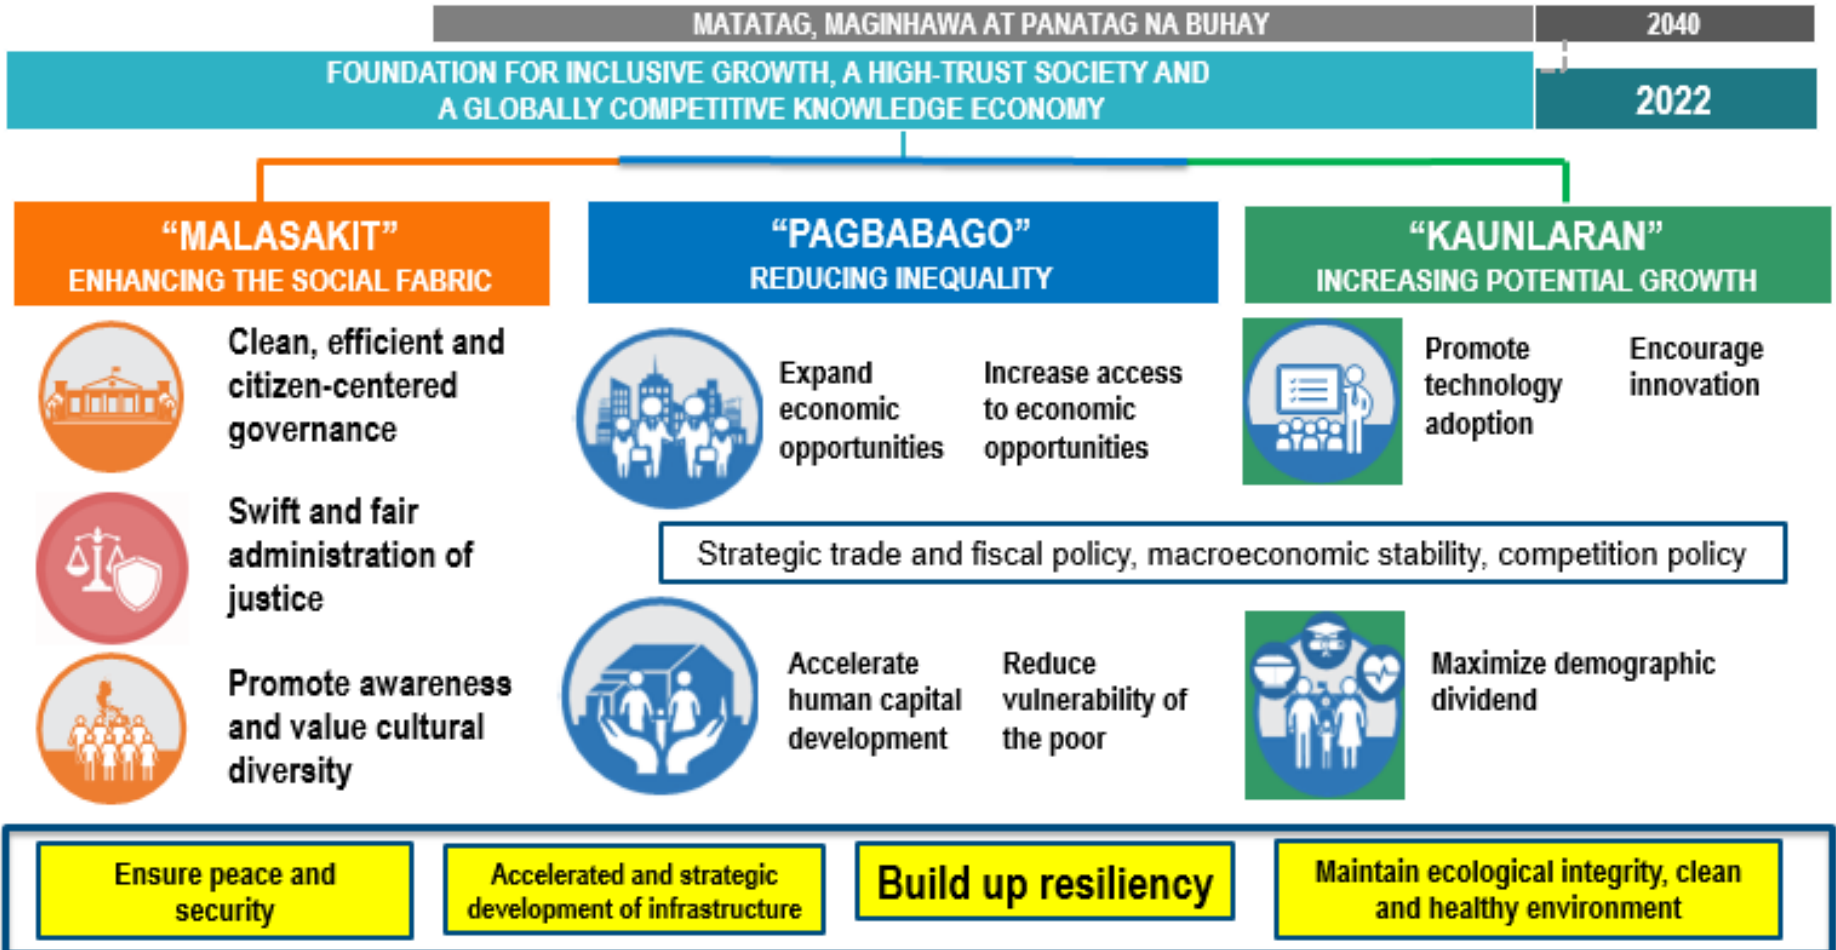 MATATAG, MAGINHAWA AT PANATAG NA BUHAY
2040
FOUNDATION FOR INCLUSIVE GROWTH, A HIGH-TRUST SOCIETY AND
A GLOBALLY COMPETITIVE KNOWLEDGE ECONOMY
2022
“MALASAKIT”
ENHANCING THE SOCIAL FABRIC
Clean, efficient and
citizen-centered
governance
Swift and fair
administration of
justice
Promote awareness
and value cultural
diversity
“PAGBABAGO”
REDUCING INEQUALITY
Expand
economic
opportunities
Increase access
to economic
opportunities
“KAUNLARAN”
INCREASING POTENTIAL GROWTH
Promote
technology
adoption
Encourage
innovation
Strategic trade and fiscal policy, macroeconomic stability, competition policy
Accelerate
human capital
development
Reduce
vulnerability of
the poor
Maximize demographic
dividend
Ensure peace and
security
Accelerated and strategic
development of infrastructure
Build up resiliency
Maintain ecological integrity, clean
and healthy environment